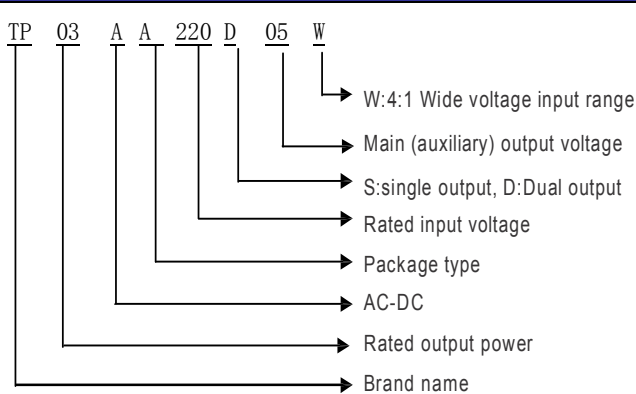 TP 03 A A 220 D 05 W
W:4:1 Wide voltage input range
Main (auxiliary) output voltage
S:single output, D:Dual output
Rated input voltage
Package type
AC-DC
Rated output power
Brand name